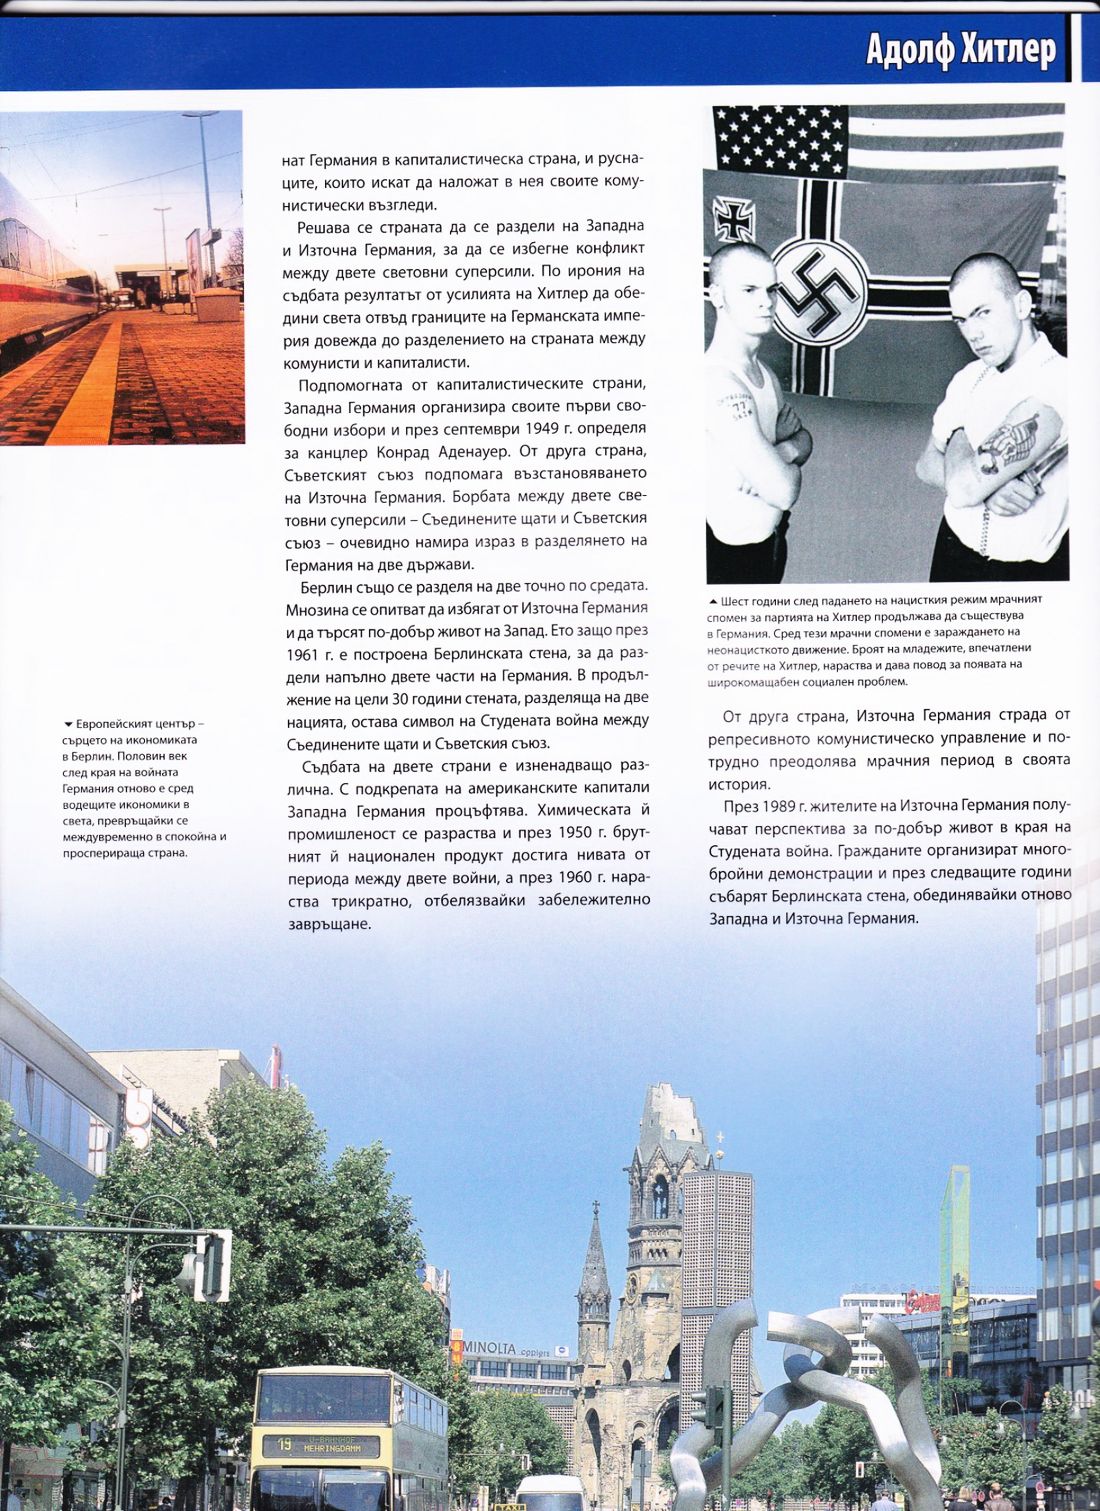 Адолф Хитлер
нат Германия в капиталистическа страна, и русна-
ците, които искат да наложат в нея своите кому-
нистически възгледи.
Решава се страната да се раздели на Западна
и Източна Германия, за да се избегне конфликт
между двете световни суперсили. По ирония на
съдбата резултатът от усилията на Хитлер да обе-
дини света отвъд границите на Германската импе-
рия довежда до разделението на страната между
комунисти и капиталисти.
Подпомогната от капиталистическите страни,
Западна Германия организира своите първи сво-
бодни избори и през септември 1949 г. определя
за канцлер Конрад Аденауер. От друга страна,
Съветският съюз подпомага възстановяването
на Източна Германия. Борбата между двете све-
товни суперсили – Съединените щати и Съветския
съюз – очевидно намира израз в разделянето на
Германия на две държави.
Берлин също се разделя на две точно по средата.
Мнозина се опитват да избягат от Източна Германия
и да търсят по-добър живот на Запад. Ето защо през
1961 г. е построена Берлинската стена, за да раз-
дели напълно двете части на Германия. В продъл-
жение на цели 30 години стената, разделяща на две
нацията, остава символ на Студената война между
Съединените щати и Съветския съюз.
Съдбата на двете страни е изненадващо раз-
лична. С подкрепата на американските капитали
Западна Германия процъфтява. Химическата ѝ
промишленост се разраства и през 1950 г. брут-
ният ѝ национален продукт достига нивата от
периода между двете войни, а през 1960 г. нара-
ства трикратно, отбелязвайки забележително
завръщане.
Шест години след падането на нацисткия режим мрачният
спомен за партията на Хитлер продължава да съществува
в Германия. Сред тези мрачни спомени е зараждането на
неонацисткото движение. Броят на младежите, впечатлени
от речите на Хитлер, нараства и дава повод за появата на
широкомащабен социален проблем.
От друга страна, Източна Германия страда от
репресивното комунистическо управление и по-
трудно преодолява мрачния период в своята
история.
През 1989 г. жителите на Източна Германия полу-
чават перспектива за по-добър живот в края на
Студената война. Гражданите организират много-
бройни демонстрации и през следващите години
събарят Берлинската стена, обединявайки отново
Западна и Източна Германия.
Европейският център –
сърцето на икономиката
в Берлин. Половин век
след края на войната
Германия отново е сред
водещите икономики в
света, превръщайки се
междувременно в спокойна и
просперираща страна.
MINOLTA copiers
19 U-BAHNHOF
MEHRINGDAMM
TAXI